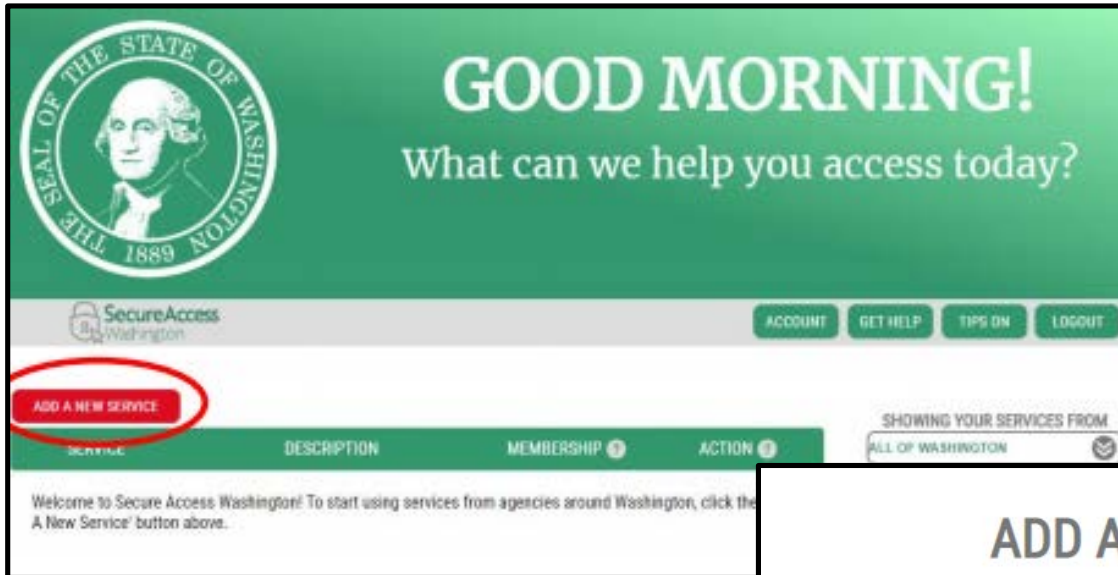 THE SEAL OF THE STATE OF WASHINGTON
1889
GOOD MORNING!
What can we help you access today?
SecureAccess
Washington
ACCOUNT GET HELP TIPS ON LOGOUT
ADD A NEW SERVICE
SHOWING YOUR SERVICES FROM
SERVICE DESCRIPTION MEMBERSHIP ? ACTION ?
ALL OF WASHINGTON
Welcome to Secure Access Washington! To start using services from agencies around Washington, click the
A New Service' button above.
ADD A